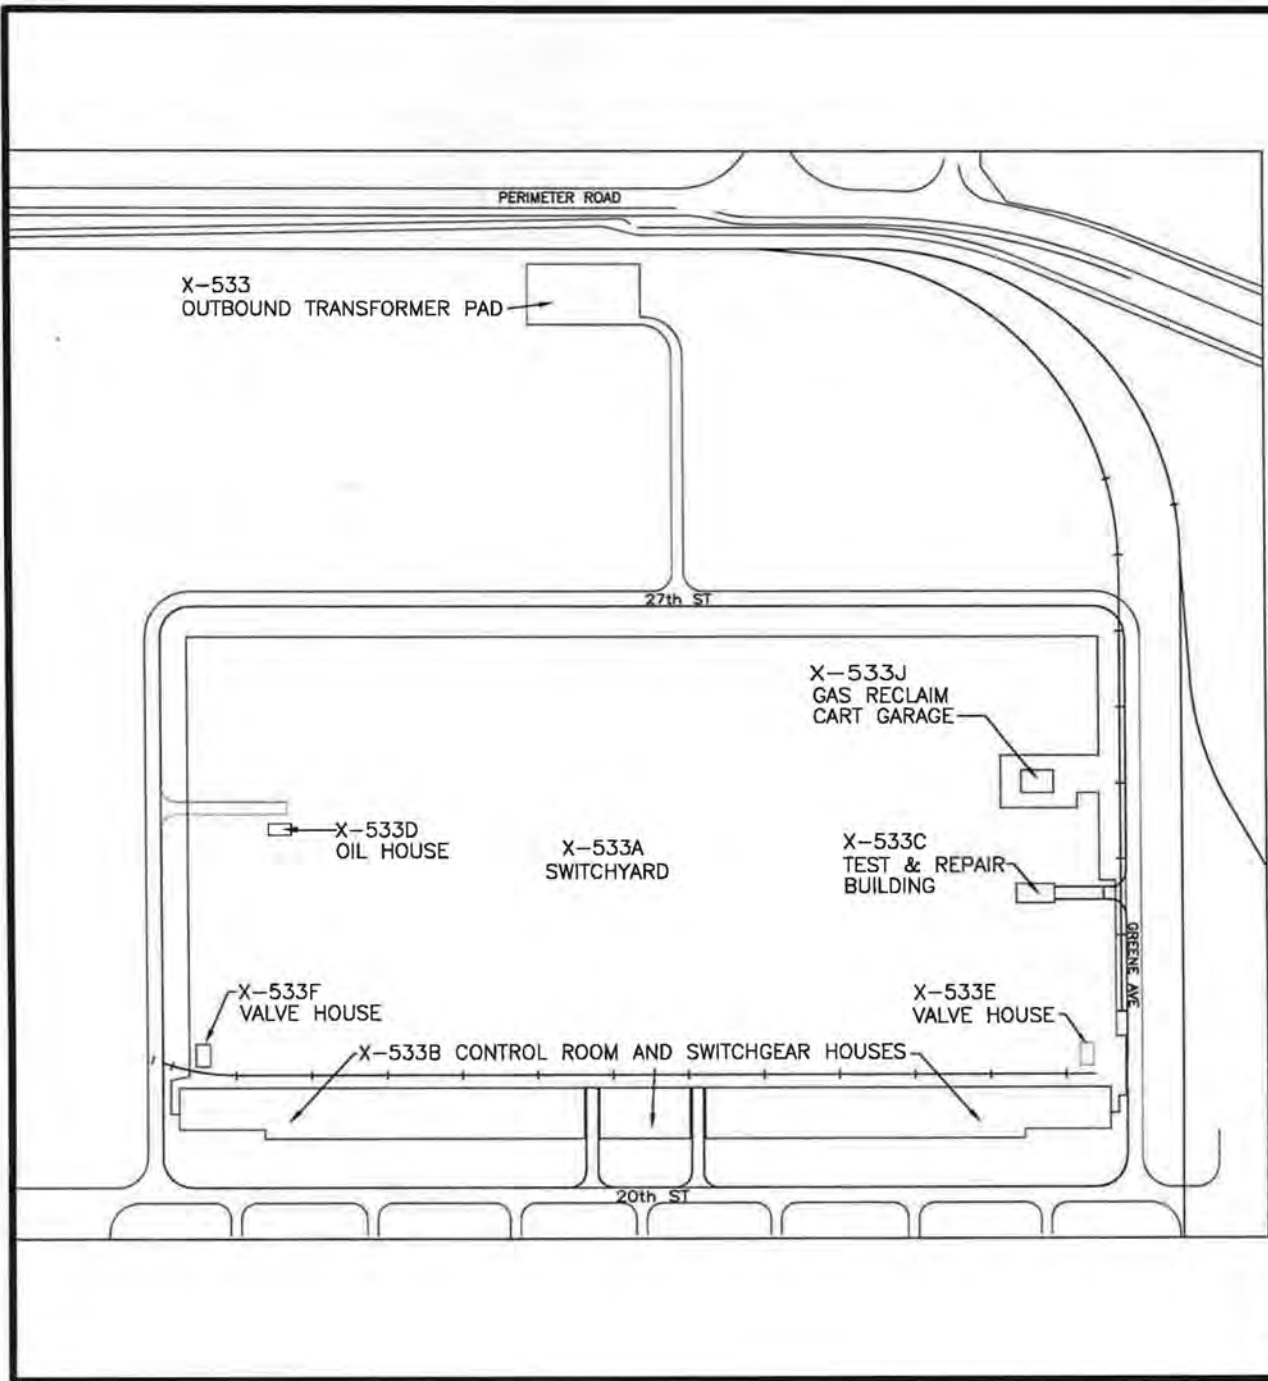 PERIMETER ROAD
X-533
OUTBOUND TRANSFORMER PAD
27th ST
X-533J
GAS RECLAIM
CART GARAGE
X-533D
OIL HOUSE
X-533A
SWITCHYARD
X-533C
TEST & REPAIR
BUILDING
GREENE AVE
X-533F
VALVE HOUSE
X-533E
VALVE HOUSE
X-533B CONTROL ROOM AND SWITCHGEAR HOUSES
20th ST